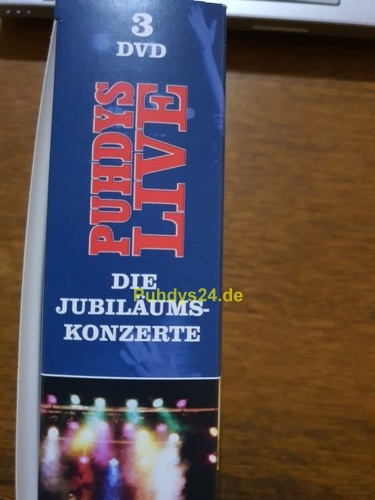 3
DVD
PUHDYS
LIVE
DIE
JUBILÄUMS-
KONZERTE
Puhdys24.de